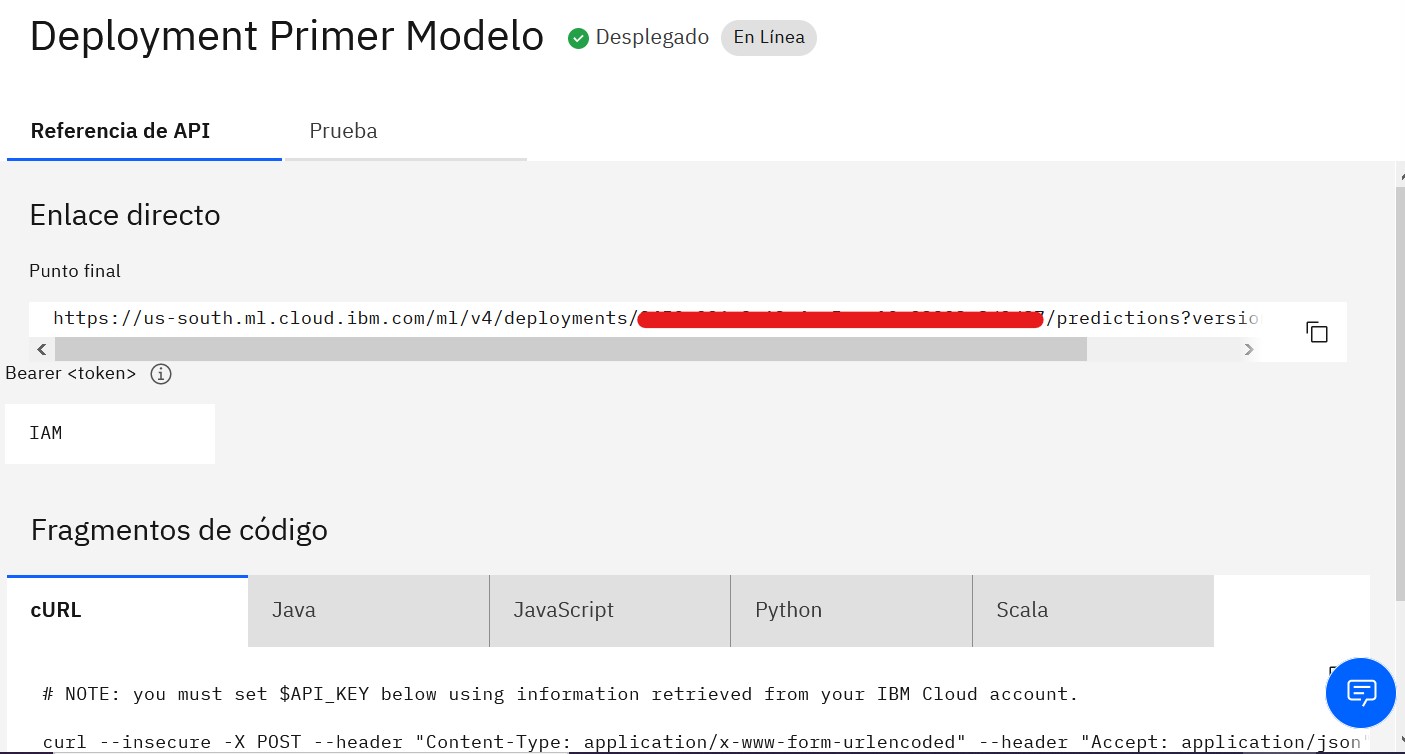 Deployment Primer Modelo Desplegado En Línea
Referencia de API Prueba
Enlace directo
Punto final
https://us-south.ml.cloud.ibm.com/ml/v4/deployments/ /predictions?versio
Bearer <token>
IAM
Fragmentos de código
cURL Java JavaScript Python Scala
# NOTE: you must set $API_KEY below using information retrieved from your IBM Cloud account.
curl --insecure -X POST --header "Content-Type: application/x-www-form-urlencoded" --header "Accept: application/json"